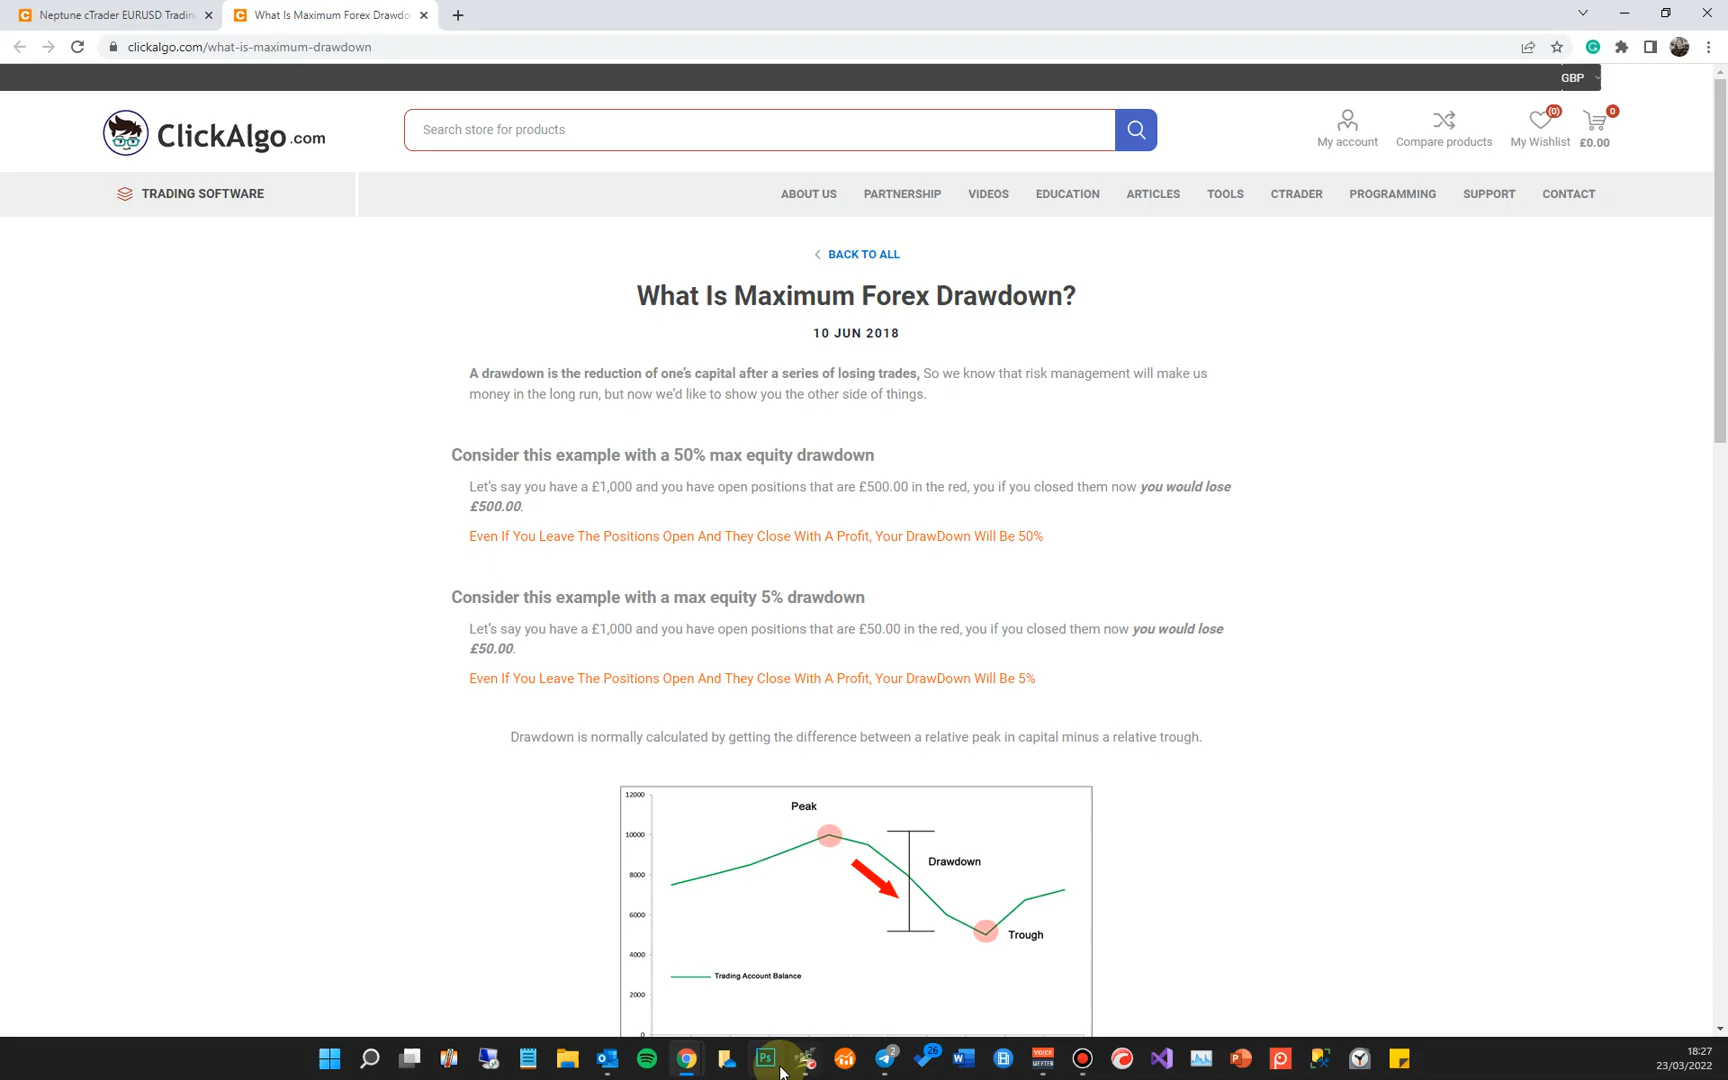 Neptune cTrader EURUSD Tradin
What Is Maximum Forex Drawdo
clickalgo.com/what-is-maximum-drawdown
GBP
ClickAlgo.com
Search store for products
My account
Compare products
(0)
My Wishlist
0
£0.00
TRADING SOFTWARE
ABOUT US
PARTNERSHIP
VIDEOS
EDUCATION
ARTICLES
TOOLS
CTRADER
PROGRAMMING
SUPPORT
CONTACT
BACK TO ALL
What Is Maximum Forex Drawdown?
10 JUN 2018
A drawdown is the reduction of one's capital after a series of losing trades, So we know that risk management will make us
money in the long run, but now we'd like to show you the other side of things.
Consider this example with a 50% max equity drawdown
Let's say you have a £1,000 and you have open positions that are £500.00 in the red, you if you closed them now you would lose
£500.00.
Even If You Leave The Positions Open And They Close With A Profit, Your DrawDown Will Be 50%
Consider this example with a max equity 5% drawdown
Let's say you have a £1,000 and you have open positions that are £50.00 in the red, you if you closed them now you would lose
£50.00.
Even If You Leave The Positions Open And They Close With A Profit, Your DrawDown Will Be 5%
Drawdown is normally calculated by getting the difference between a relative peak in capital minus a relative trough.
12000
Peak
10000
Drawdown
8000
6000
Trough
4000
Trading Account Balance
2000
0
Ps
2
26
VOICE
MEETER
18:27
23/03/2022